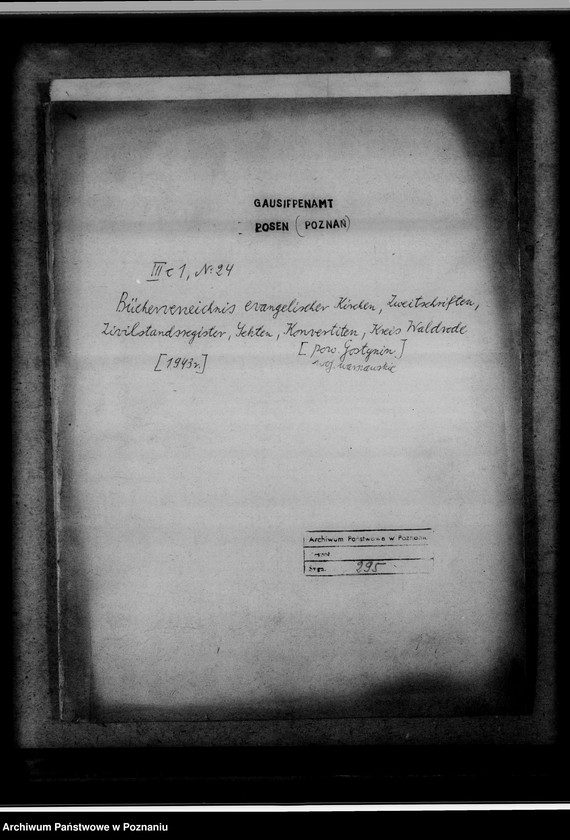 GAUSIPPENAMT
POSEN (POZNAŃ)
III c 1, Nr 24
Bücherverzeichnis evangelischer Kirchen, Zweitschriften,
Zivilstandsregister, Sekten, Konvertiten, Kreis Waldrode
[pow. Gostynin.]
[1943r.]
woj. warszawskie
Archiwum Państwowe w Poznaniu
295
Archiwum Państwowe w Poznaniu